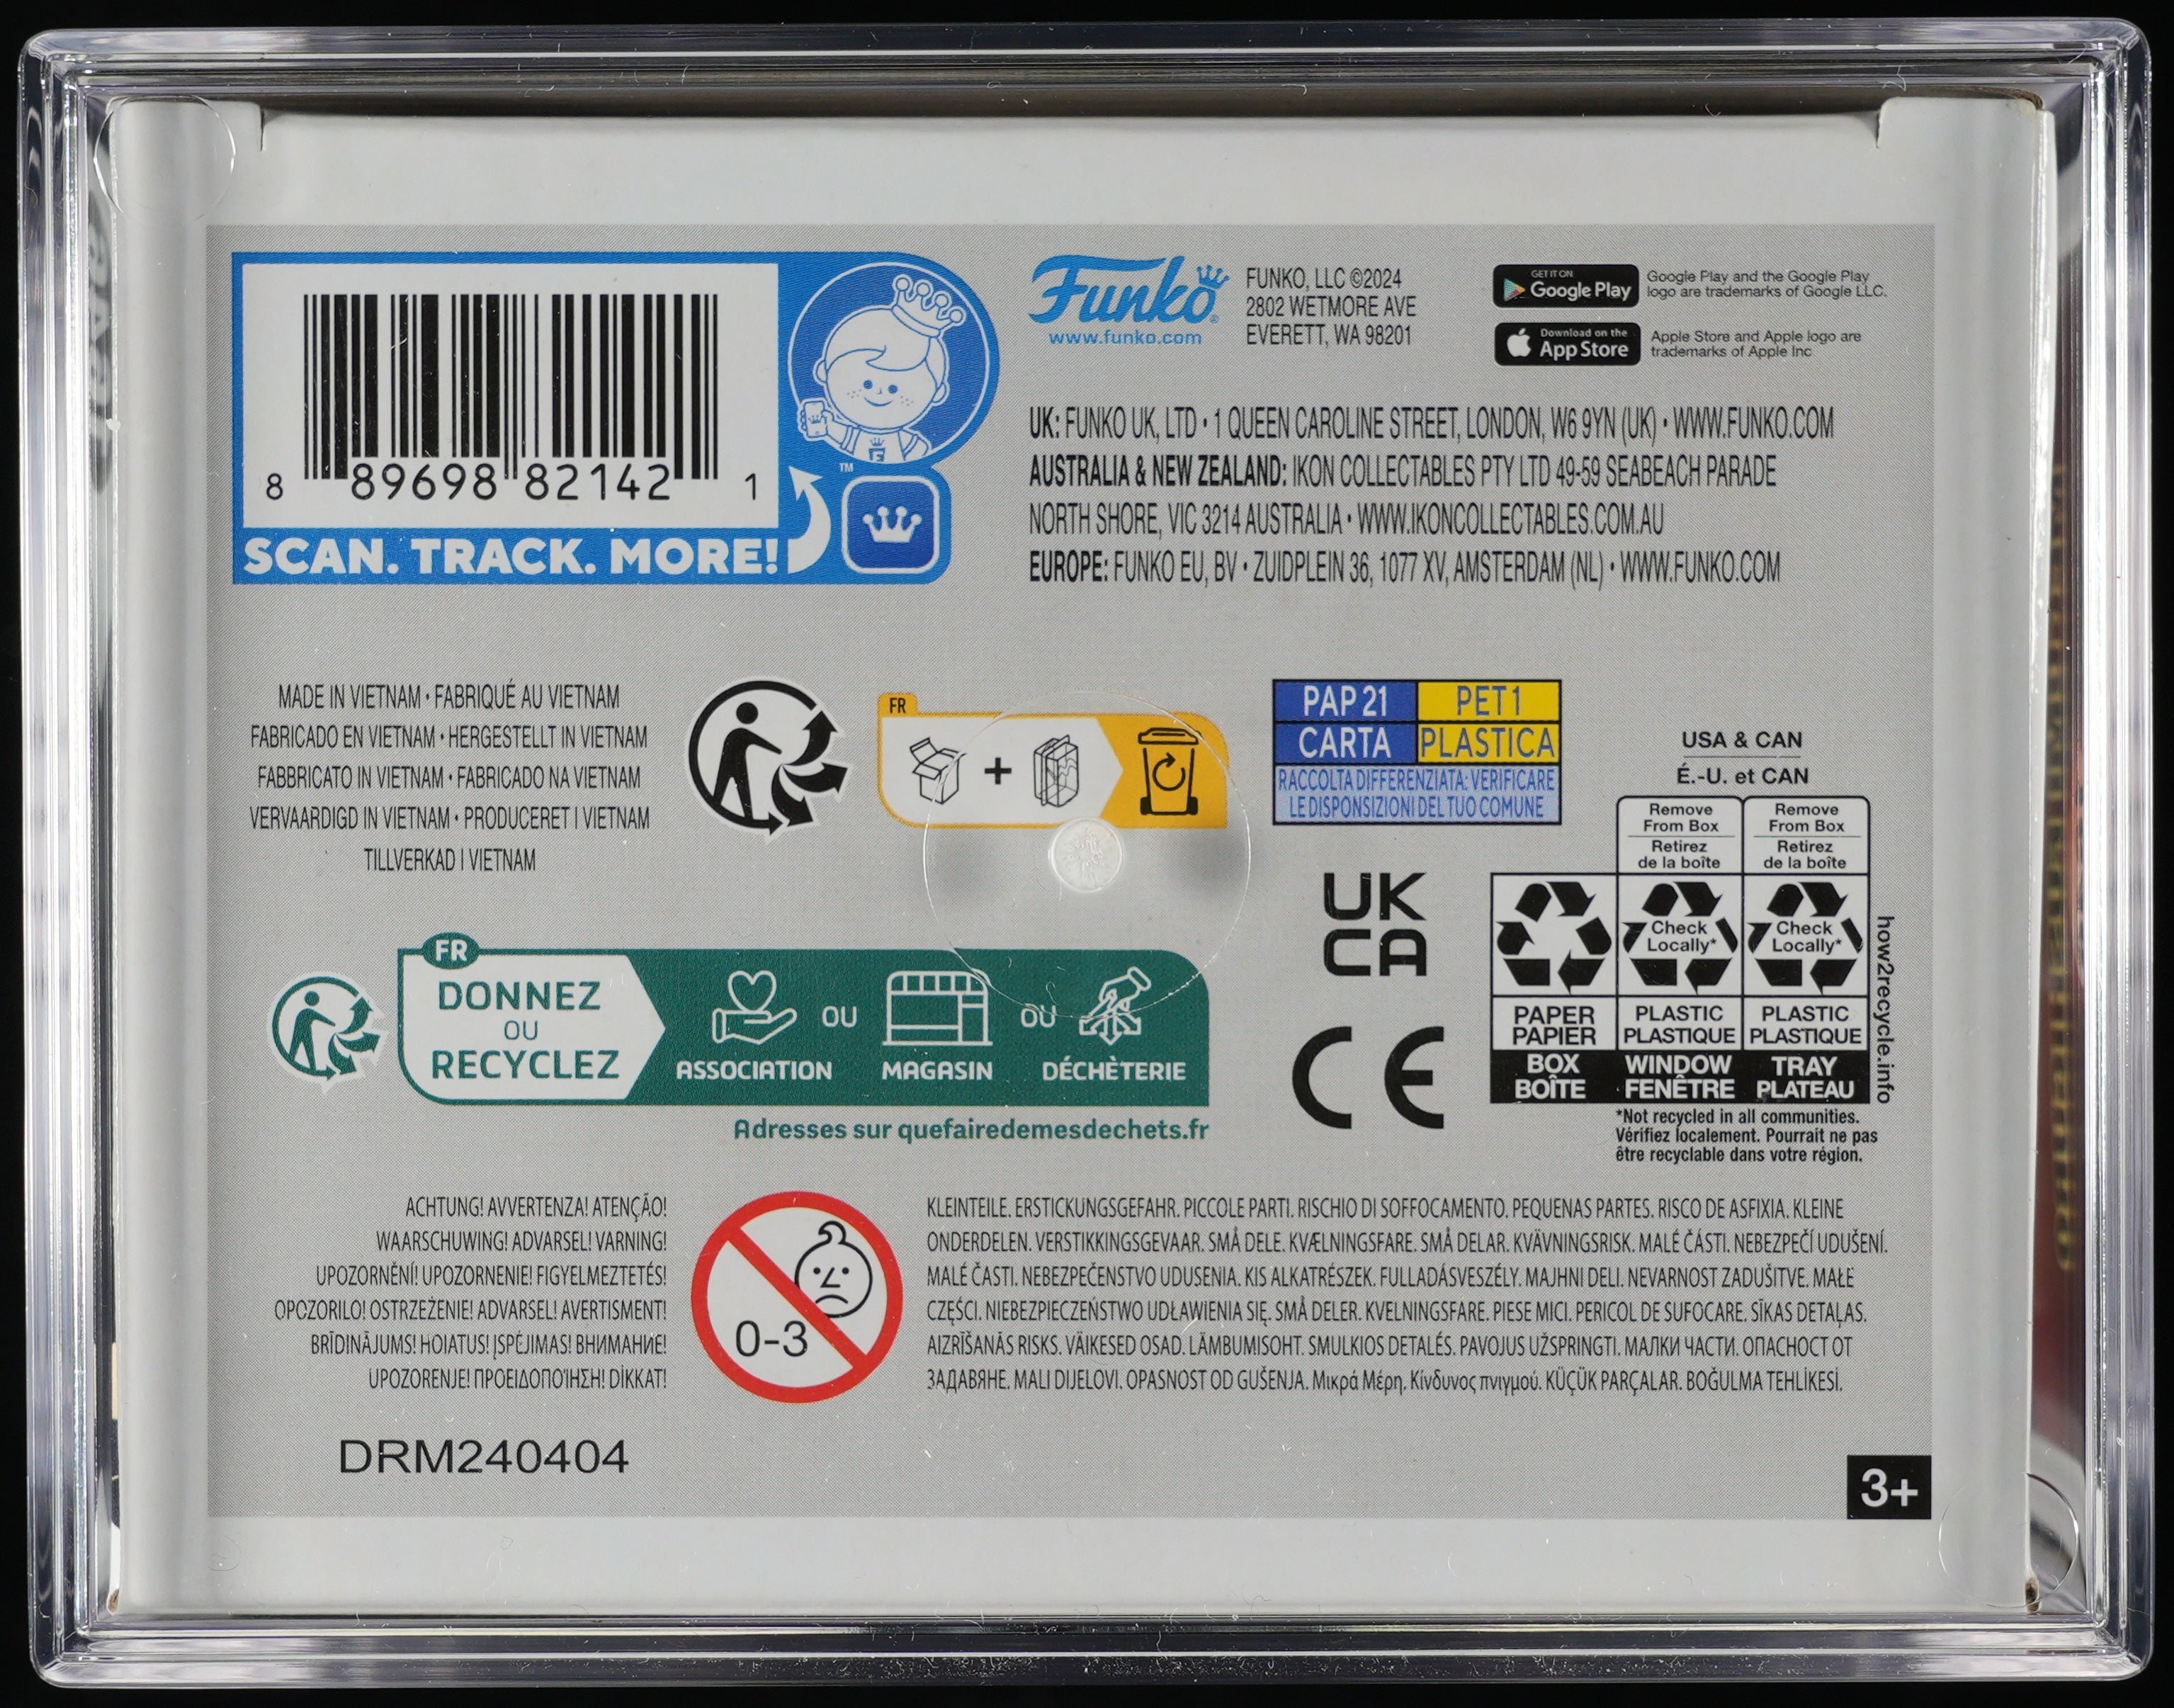 8 89698 82142 1
SCAN. TRACK. MORE!
TM
F
Funko
www.funko.com
FUNKO, LLC ©2024
2802 WETMORE AVE
EVERETT, WA 98201
GET IT ON
Google Play
Google Play and the Google Play
logo are trademarks of Google LLC.
Download on the
App Store
Apple Store and Apple logo are
trademarks of Apple Inc
UK: FUNKO UK, LTD • 1 QUEEN CAROLINE STREET, LONDON, W6 9YN (UK) • WWW.FUNKO.COM
AUSTRALIA & NEW ZEALAND: IKON COLLECTABLES PTY LTD 49-59 SEABEACH PARADE
NORTH SHORE, VIC 3214 AUSTRALIA • WWW.IKONCOLLECTABLES.COM.AU
EUROPE: FUNKO EU, BV • ZUIDPLEIN 36, 1077 XV, AMSTERDAM (NL) • WWW.FUNKO.COM
MADE IN VIETNAM • FABRIQUÉ AU VIETNAM
FABRICADO EN VIETNAM • HERGESTELLT IN VIETNAM
FABBRICATO IN VIETNAM • FABRICADO NA VIETNAM
VERVAARDIGD IN VIETNAM • PRODUCERET I VIETNAM
TILLVERKAD I VIETNAM
FR
+
PAP 21 PET 1
CARTA PLASTICA
RACCOLTA DIFFERENZIATA: VERIFICARE
LE DISPONSIZIONI DEL TUO COMUNE
USA & CAN
É.-U. et CAN
Remove
From Box
Retirez
de la boîte
Remove
From Box
Retirez
de la boîte
Check
Locally*
Check
Locally*
PAPER
PAPIER
PLASTIC
PLASTIQUE
PLASTIC
PLASTIQUE
BOX
BOÎTE
WINDOW
FENÊTRE
TRAY
PLATEAU
how2recycle.info
*Not recycled in all communities.
Vérifiez localement. Pourrait ne pas
être recyclable dans votre région.
UK
CA
CE
FR
DONNEZ
OU
RECYCLEZ
ASSOCIATION
OU
MAGASIN
OU
DÉCHÈTERIE
Adresses sur quefairedemesdechets.fr
ACHTUNG! AVVERTENZA! ATENÇÃO!
WAARSCHUWING! ADVARSEL! VARNING!
UPOZORNĚNÍ! UPOZORNENIE! FIGYELMEZTETÉS!
OPOZORILO! OSTRZEŻENIE! ADVARSEL! AVERTISMENT!
BRĪDINĀJUMS! HOIATUS! ĮSPĖJIMAS! ВНИМАНИЕ!
UPOZORENJE! ΠΡΟΕΙΔΟΠΟΊΗΣΗ! DİKKAT!
0-3
KLEINTEILE. ERSTICKUNGSGEFAHR. PICCOLE PARTI. RISCHIO DI SOFFOCAMENTO. PEQUENAS PARTES. RISCO DE ASFIXIA. KLEINE
ONDERDELEN. VERSTIKKINGSGEVAAR. SMÅ DELE. KVÆLNINGSFARE. SMÅ DELAR. KVÄVNINGSRISK. MALÉ ČÁSTI. NEBEZPEČÍ UDUŠENÍ.
MALÉ ČASTI. NEBEZPEČENSTVO UDUSENIA. KIS ALKATRÉSZEK. FULLADÁSVESZÉLY. MAJHNI DELI. NEVARNOST ZADUŠITVE. MAŁE
CZĘŚCI. NIEBEZPIECZEŃSTWO UDŁAWIENIA SIĘ. SMÅ DELER. KVELNINGSFARE. PIESE MICI. PERICOL DE SUFOCARE. SĪKAS DETAĻAS.
AIZRĪŠANĀS RISKS. VÄIKESED OSAD. LÄMBUMISOHT. SMULKIOS DETALĖS. PAVOJUS UŽSPRINGTI. МАЛКИ ЧАСТИ. ОПАСНОСТ ОТ
ЗАДАВЯНЕ. MALI DIJELOVI. OPASNOST OD GUŠENJA. Μικρά Μέρη. Κίνδυνος πνιγμού. KÜÇÜK PARÇALAR. BOĞULMA TEHLİKESİ.
DRM240404
3+